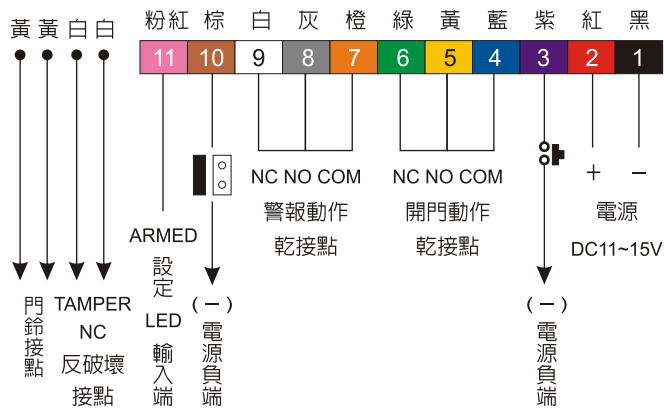 黃 黃 白 白 粉紅 棕 白 灰 橙 綠 黃 藍 紫 紅 黑
11 10 9 8 7 6 5 4 3 2 1
NC NO COM
警報動作
乾接點
NC NO COM
開門動作
乾接點
+ −
電源
DC11~15V
ARMED
設定
LED
輸入端
(−)
電源負端
(−)
電源負端
門鈴接點
TAMPER
NC
反破壞
接點